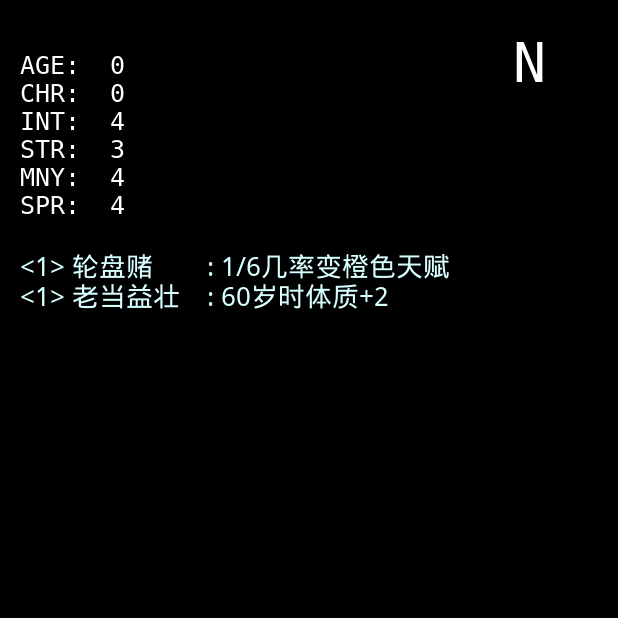 N
AGE: 0
CHR: 0
INT: 4
STR: 3
MNY: 4
SPR: 4
<1> 轮盘赌 : 1/6几率变橙色天赋
<1> 老当益壮 : 60岁时体质+2